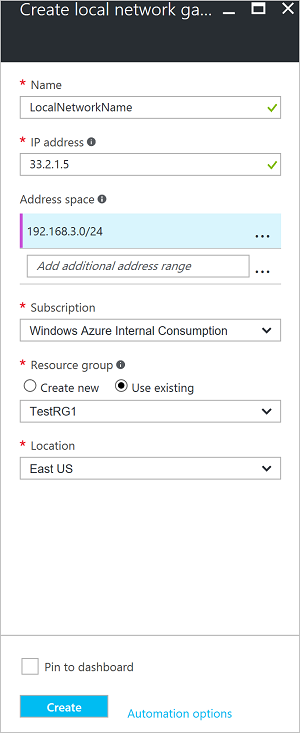 Create local network ga...
* Name
LocalNetworkName
* IP address
33.2.1.5
Address space
192.168.3.0/24 ...
Add additional address range ...
* Subscription
Windows Azure Internal Consumption
* Resource group
Create new Use existing
TestRG1
* Location
East US
Pin to dashboard
Create Automation options